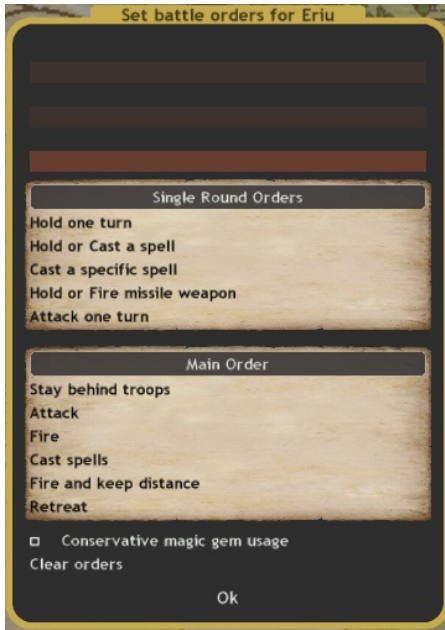 Set battle orders for Eriu
Single Round Orders
Hold one turn
Hold or Cast a spell
Cast a specific spell
Hold or Fire missile weapon
Attack one turn
Main Order
Stay behind troops
Attack
Fire
Cast spells
Fire and keep distance
Retreat
Conservative magic gem usage
Clear orders
Ok